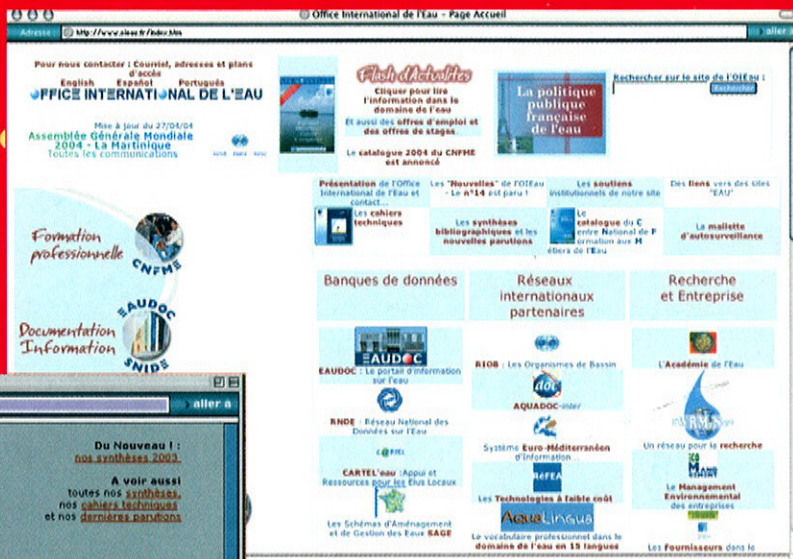 Office International de l'Eau – Page Accueil
Adresse : http://www.oieau.fr/index.htm
aller à
Pour nous contacter : Courriel, adresses et plans
d'accès
English Español Português
OFFICE INTERNATIONAL DE L'EAU
Mise à jour du 27/04/04
Assemblée Générale Mondiale
2004 - La Martinique
Toutes les communications
Flash d'Actualités
Cliquer pour lire
l'information dans le
domaine de l'eau
Et aussi des offres d'emploi et
des offres de stages.
Le catalogue 2004 du CNFME
est annoncé
La politique
publique
française
de l'eau
Rechercher sur le site de l'OIEau :
Rechercher
Présentation de l'Office
International de l'Eau et
contact...
Les "Nouvelles" de l'OIEau
- Le n°14 est paru !
Les soutiens
institutionnels de notre site
Des liens vers des sites
"EAU"
Les cahiers
techniques
Les synthèses
bibliographiques et les
nouvelles parutions
Le
catalogue du C
entre National de F
ormation aux M
étiers de l'Eau
La mallette
d'autosurveillance
Formation
professionnelle
CNFME
Documentation
Information
EAUDOC
SNIDE
Banques de données
EAUDOC
EAUDOC : Le portail d'information
sur l'eau
RNDE : Réseau National des
Données sur l'Eau
C@RTEL
CARTEL'eau :Appui et
Ressources pour les Elus Locaux
Les Schémas d'Aménagement
et de Gestion des Eaux SAGE
Réseaux
internationaux
partenaires
RIOB : Les Organismes de Bassin
doc
AQUADOC-inter
Système Euro-Méditerranéen
d'Information...
RéFEA
Les Technologies à faible coût
AquaLingua
Le vocabulaire professionnel dans le
domaine de l'eau en 15 langues
Recherche
et Entreprise
L'Académie de l'Eau
Un réseau pour la recherche
Le Management
Environnemental
des entreprises
Les Fournisseurs dans le
aller à
Du Nouveau ! :
nos synthèses 2003
A voir aussi
toutes nos synthèses,
nos cahiers techniques
et nos dernières parutions